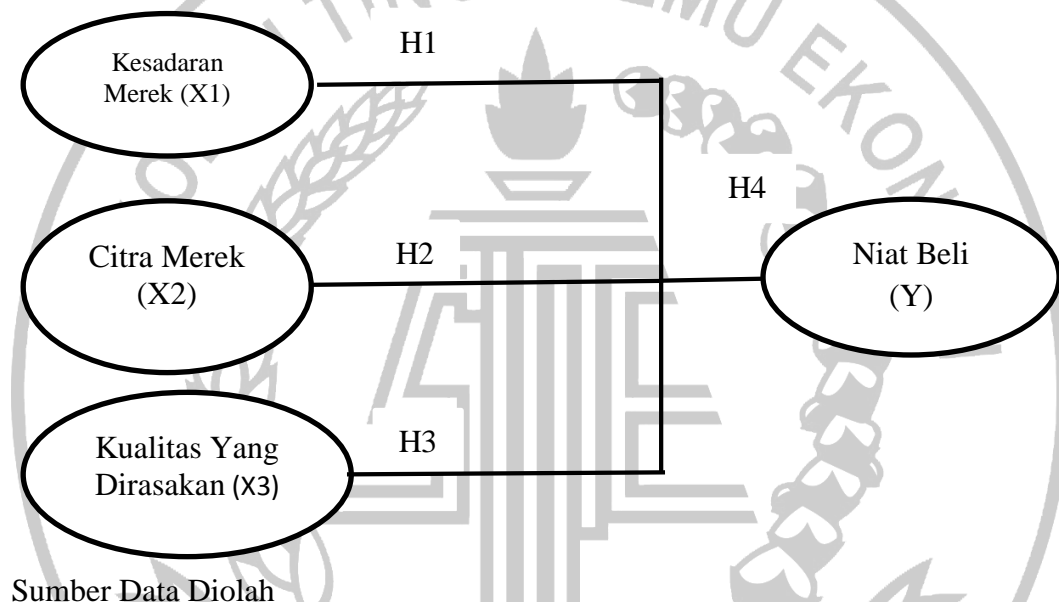 H1
Kesadaran
Merek (X1)
H4
Citra Merek
(X2)
H2
Niat Beli
(Y)
H3
Kualitas Yang
Dirasakan (X3)
Sumber Data Diolah